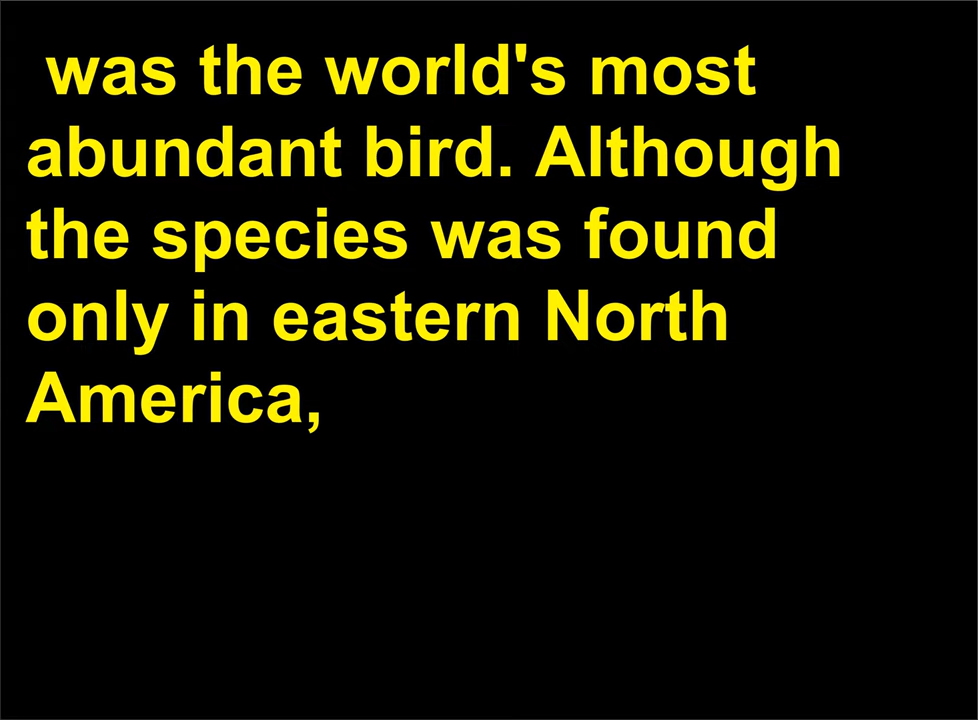 was the world's most
abundant bird. Although
the species was found
only in eastern North
America,